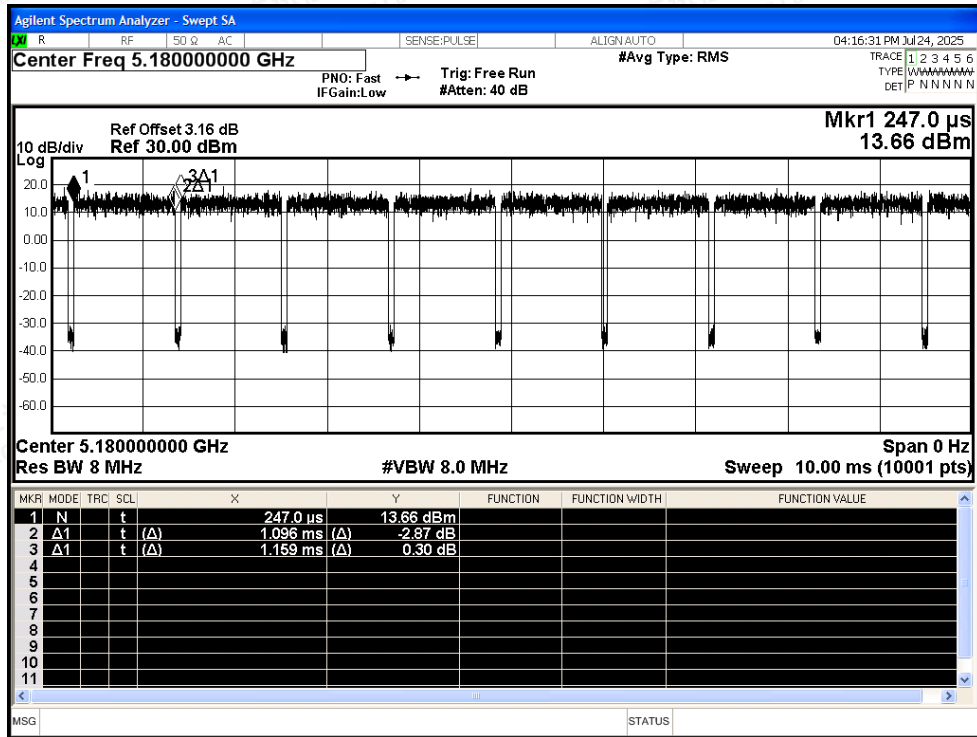 Agilent Spectrum Analyzer - Swept SA
LXI R RF 50 Ω AC SENSE:PULSE ALIGN AUTO 04:16:31 PM Jul 24, 2025
Center Freq 5.180000000 GHz #Avg Type: RMS TRACE 1 2 3 4 5 6
PNO: Fast Trig: Free Run TYPE WWWWWW
IFGain:Low #Atten: 40 dB DET P N N N N N
Mkr1 247.0 µs
Ref Offset 3.16 dB
10 dB/div Ref 30.00 dBm 13.66 dBm
Log
1 3Δ1
20.0 2Δ1
10.0
0.00
-10.0
-20.0
-30.0
-40.0
-50.0
-60.0
Center 5.180000000 GHz Span 0 Hz
Res BW 8 MHz #VBW 8.0 MHz Sweep 10.00 ms (10001 pts)
MKR MODE TRC SCL X Y FUNCTION FUNCTION WIDTH FUNCTION VALUE
1 N t 247.0 µs 13.66 dBm
2 Δ1 t (Δ) 1.096 ms (Δ) -2.87 dB
3 Δ1 t (Δ) 1.159 ms (Δ) 0.30 dB
4
5
6
7
8
9
10
11
MSG STATUS